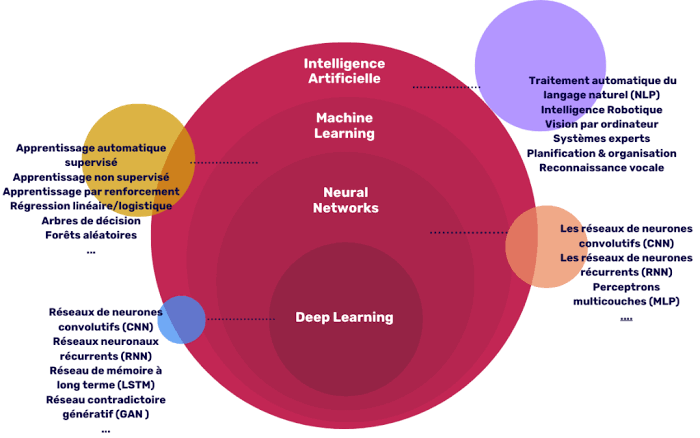 Intelligence
Artificielle
Machine
Learning
Neural
Networks
Deep Learning
Traitement automatique du
langage naturel (NLP)
Intelligence Robotique
Vision par ordinateur
Systèmes experts
Planification & organisation
Reconnaissance vocale
Apprentissage automatique
supervisé
Apprentissage non supervisé
Apprentissage par renforcement
Régression linéaire/logistique
Arbres de décision
Forêts aléatoires
...
Les réseaux de neurones
convolutifs (CNN)
Les réseaux de neurones
récurrents (RNN)
Perceptrons
multicouches (MLP)
....
Réseaux de neurones
convolutifs (CNN)
Réseaux neuronaux
récurrents (RNN)
Réseau de mémoire à
long terme (LSTM)
Réseau contradictoire
génératif (GAN )
...